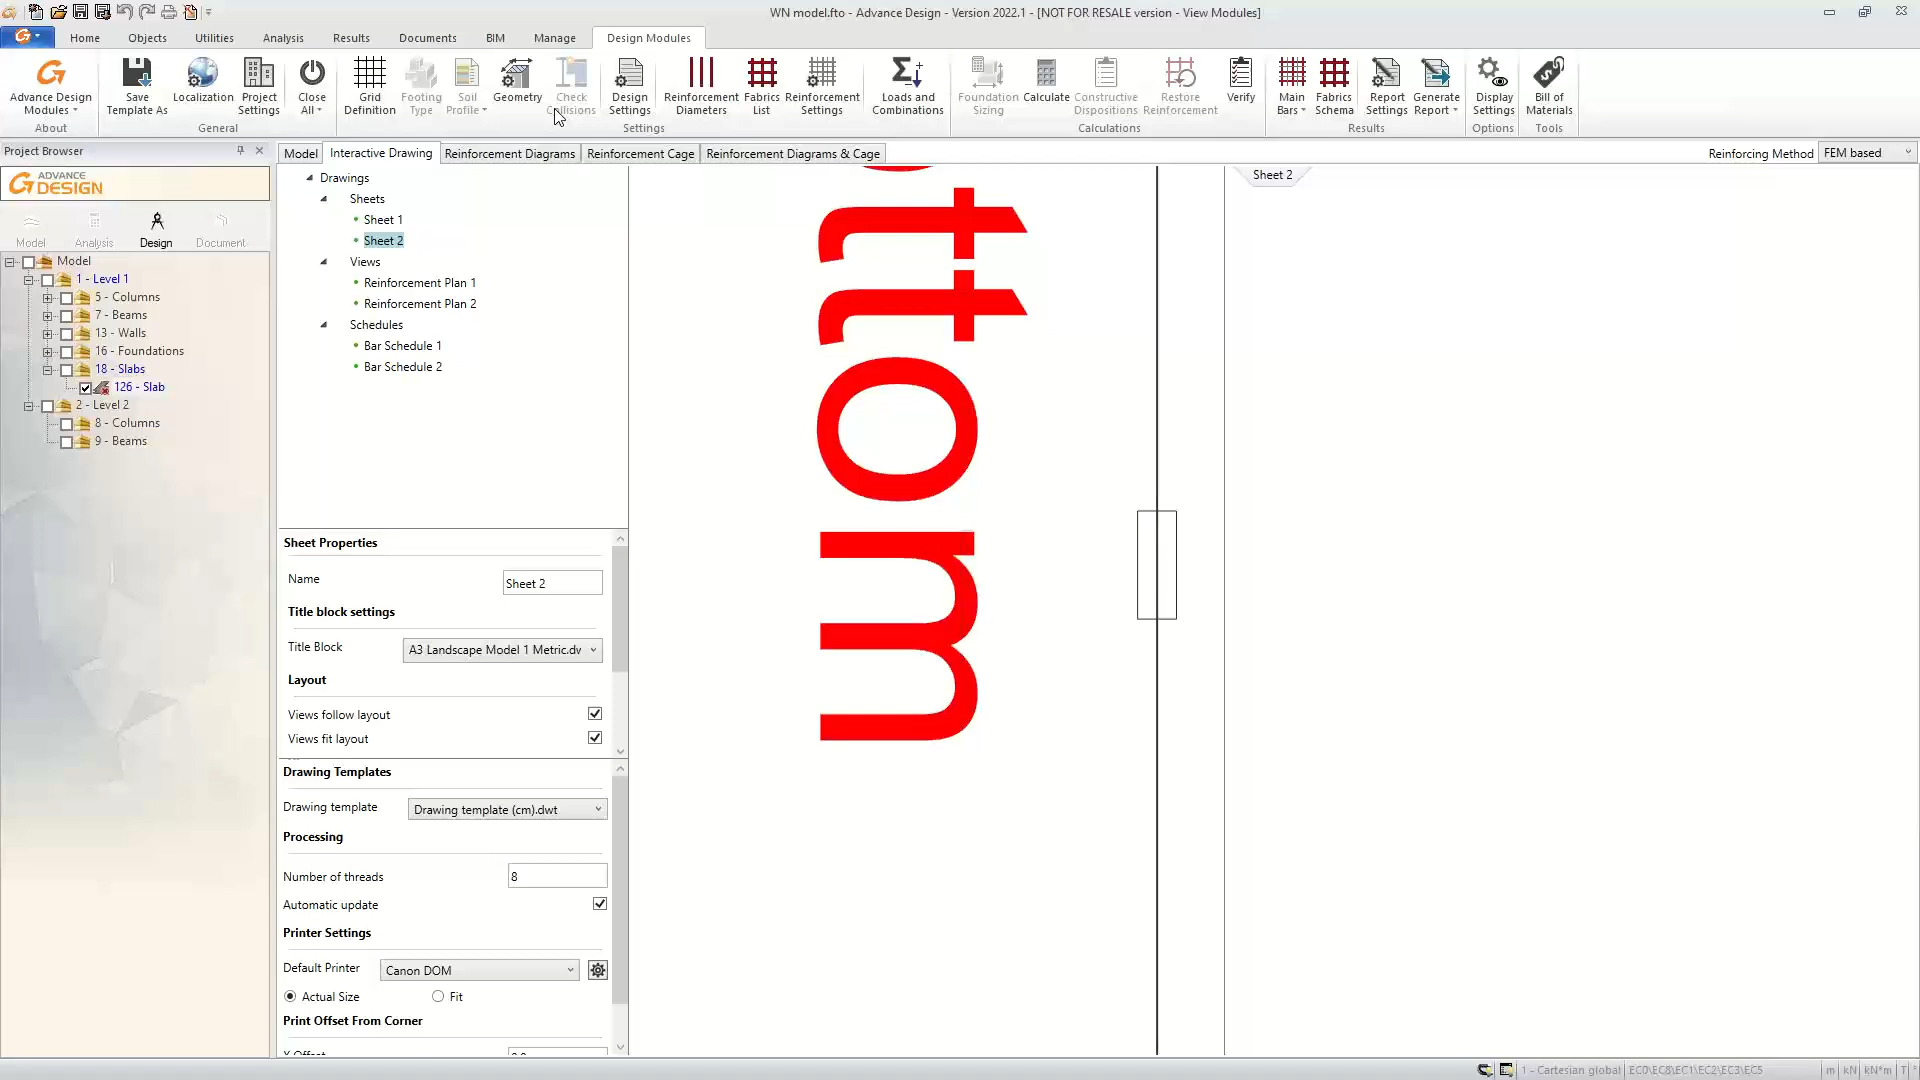 WN model.fto - Advance Design - Version 2022.1 - [NOT FOR RESALE version - View Modules]
Home Objects Utilities Analysis Results Documents BIM Manage Design Modules
Advance Design Modules
Save Template As
Localization
Project Settings
Close All
Grid Definition
Footing Type
Soil Profile
Geometry
Check
Design Settings
Reinforcement Diameters
Fabrics List
Reinforcement Settings
Loads and Combinations
Foundation Sizing
Calculate
Constructive Dispositions
Restore Reinforcement
Verify
Main Bars
Fabrics Schema
Report Settings
Generate Report
Display Settings
Bill of Materials
About General Settings Calculations Results Options Tools
Project Browser
Model Interactive Drawing Reinforcement Diagrams Reinforcement Cage Reinforcement Diagrams & Cage
Reinforcing Method FEM based
ADVANCE
DESIGN
Model Analysis Design Document
Model
1 - Level 1
5 - Columns
7 - Beams
13 - Walls
16 - Foundations
18 - Slabs
126 - Slab
2 - Level 2
8 - Columns
9 - Beams
Drawings
Sheets
Sheet 1
Sheet 2
Views
Reinforcement Plan 1
Reinforcement Plan 2
Schedules
Bar Schedule 1
Bar Schedule 2
Sheet Properties
Name Sheet 2
Title block settings
Title Block A3 Landscape Model 1 Metric.dv
Layout
Views follow layout
Views fit layout
Drawing Templates
Drawing template Drawing template (cm).dwt
Processing
Number of threads 8
Automatic update
Printer Settings
Default Printer Canon DOM
Actual Size Fit
Print Offset From Corner
ttom
Sheet 2
1 - Cartesian global EC0\EC8\EC1\EC2\EC3\EC5 m kN kN*m T